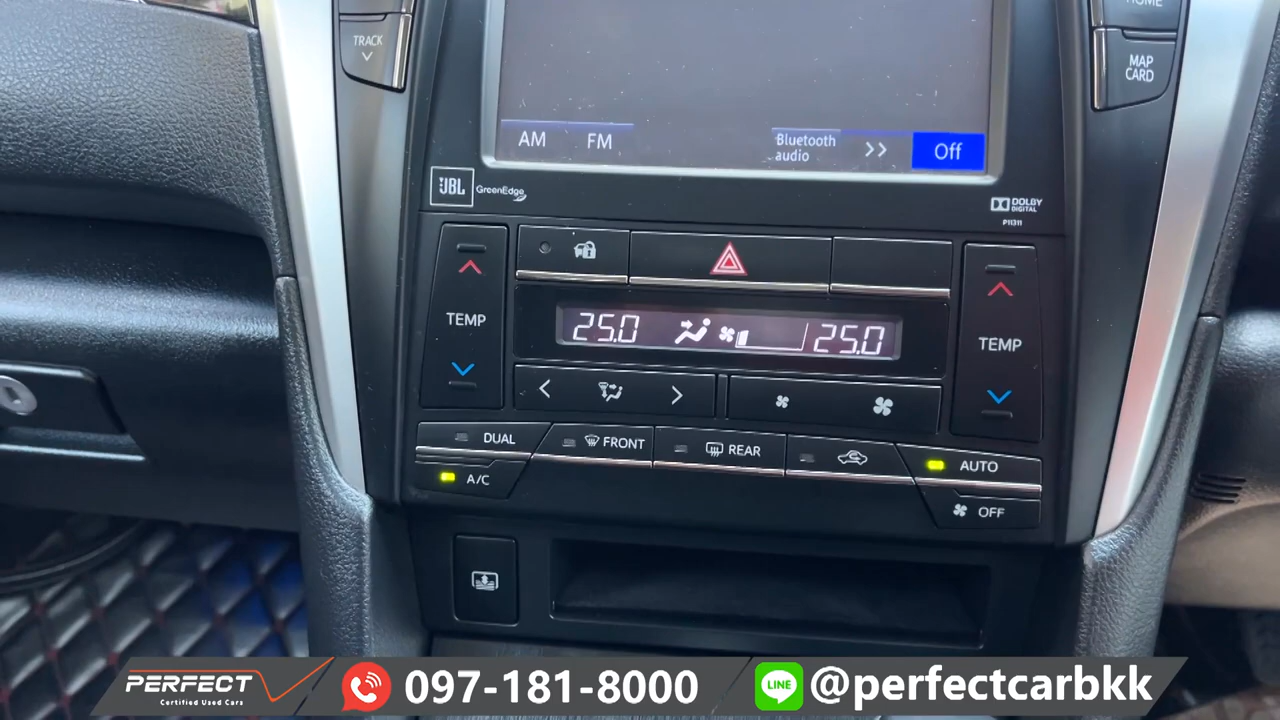 HOME
TRACK
MAP
CARD
AM FM
Bluetooth
audio
>>
Off
JBL GreenEdge
DOLBY
DIGITAL
P11311
TEMP
25.0 25.0
TEMP
DUAL
FRONT
REAR
AUTO
A/C
OFF
PERFECT
Certified Used Cars
097-181-8000
LINE
@perfectcarbkk